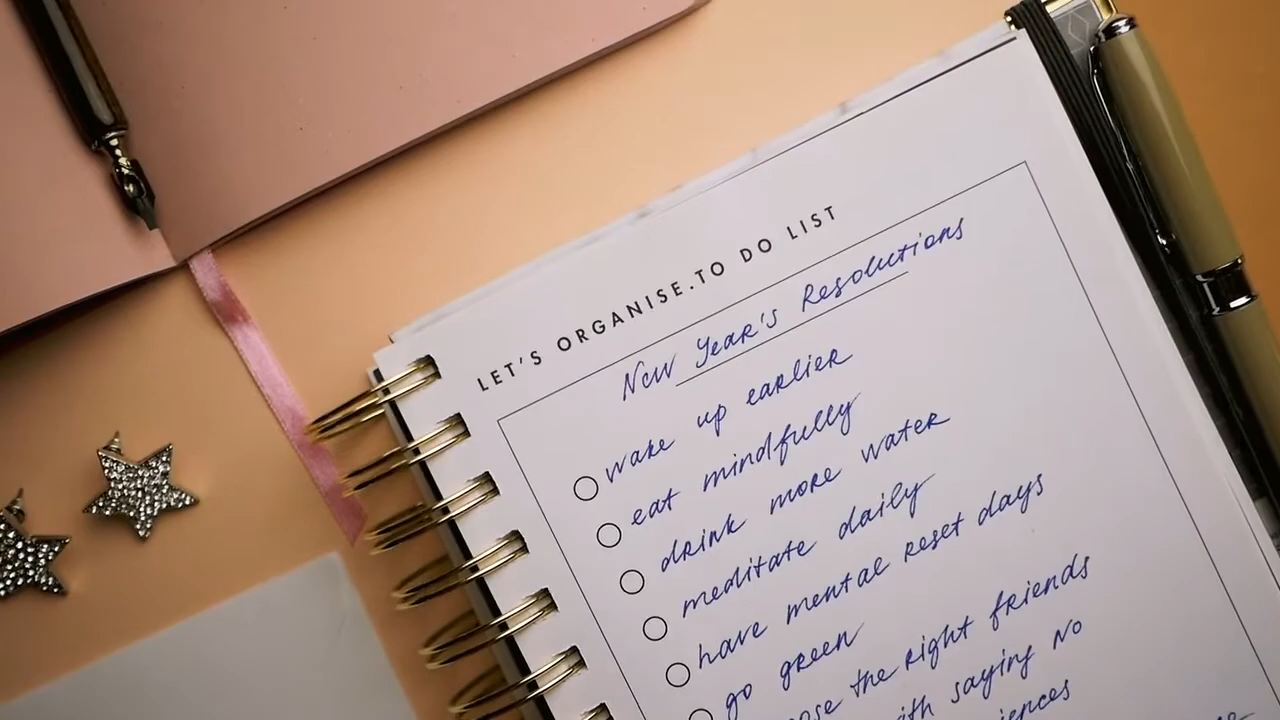 LET'S ORGANISE.TO DO LIST
New Year's Resolutions
wake up earlier
eat mindfully
drink more water
meditate daily
have mental reset days
go green
the right friends
saying No